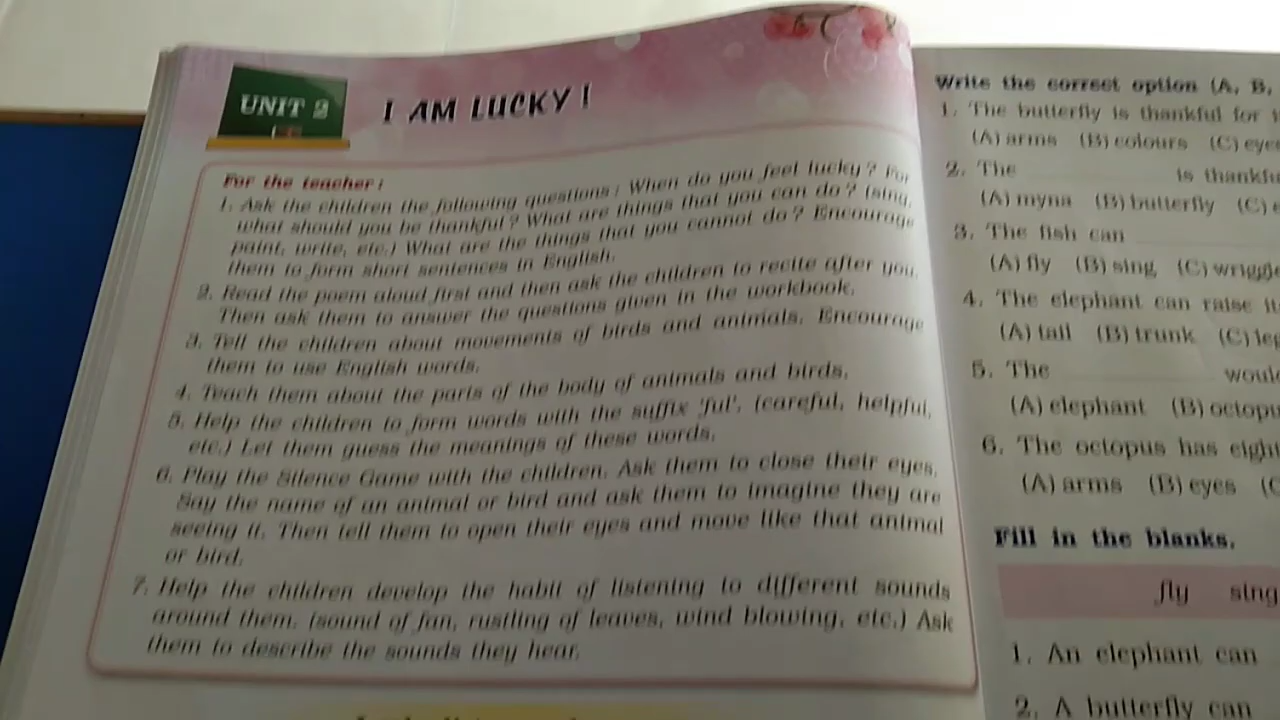 UNIT 2
I AM LUCKY !
For the teacher :
1. Ask the children the following questions : When do you feel lucky ? For
what should you be thankful ? What are things that you can do ? (sing,
paint, write, etc.) What are the things that you cannot do ? Encourage
them to form short sentences in English.
2. Read the poem aloud first and then ask the children to recite after you.
Then ask them to answer the questions given in the workbook.
3. Tell the children about movements of birds and animals. Encourage
them to use English words.
4. Teach them about the parts of the body of animals and birds.
5. Help the children to form words with the suffix 'ful'. (careful, helpful,
etc.) Let them guess the meanings of these words.
6. Play the Silence Game with the children. Ask them to close their eyes.
Say the name of an animal or bird and ask them to imagine they are
seeing it. Then tell them to open their eyes and move like that animal
or bird.
7. Help the children develop the habit of listening to different sounds
around them. (sound of fan, rustling of leaves, wind blowing, etc.) Ask
them to describe the sounds they hear.
Write the correct option (A, B,
1. The butterfly is thankful for
(A) arms (B) colours (C) eye
2. The ________ is
(A) myna (B) butterfly (C)
3. The fish can ________
(A) fly (B) sing (C)
4. The elephant can raise
(A) tail (B) trunk (C)
5. The ________
(A) elephant (B)
6. The octopus has eight
(A) arms (B) eyes
Fill in the blanks.
fly sing
1. An elephant can
2. A butterfly can